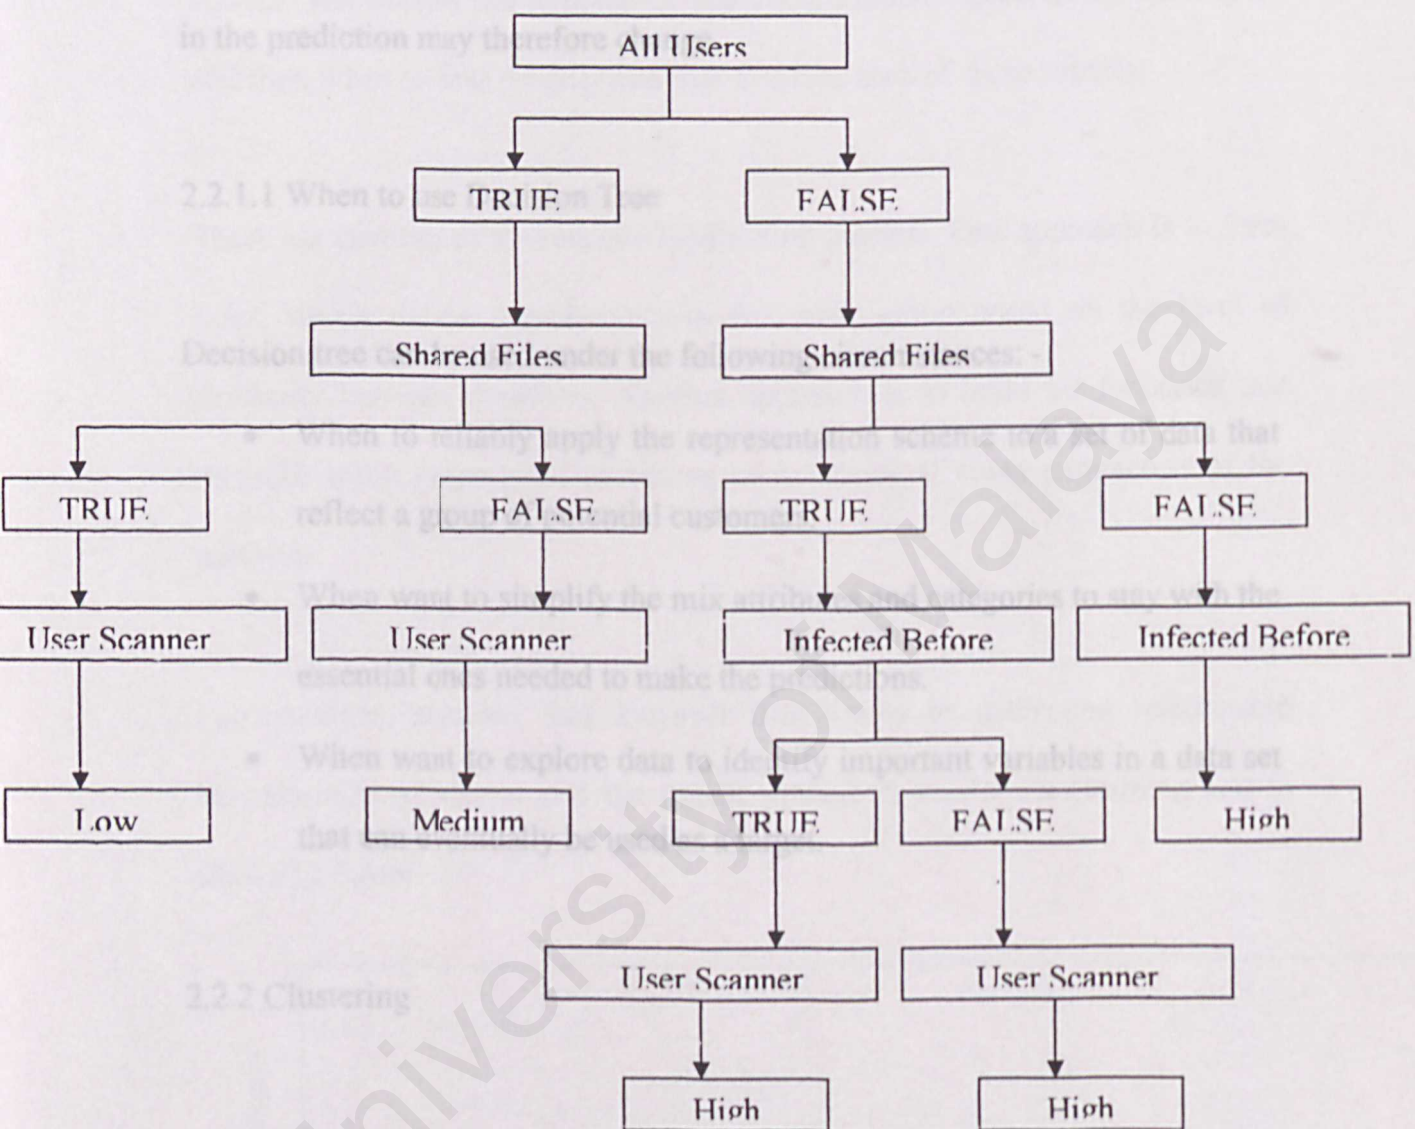 in the prediction may therefore change
All Users
2.2.1.1 When to use Decision Tree
TRUE FALSE
Decision tree can under the following
Shared Files Shared Files
When to reliably apply the representation scheme to a set of data that
TRUE FALSE TRUE FALSE
reflect a group of potential customers.
When want to simplify the mix attributes and categories to stay with the
User Scanner User Scanner Infected Before Infected Before
essential ones needed to make the predictions.
When want to explore data to identify important variables in a data set
Low Medium TRUE FALSE High
that can eventually be used as a target.
User Scanner User Scanner
2.2.2 Clustering
High High
University of Malaya